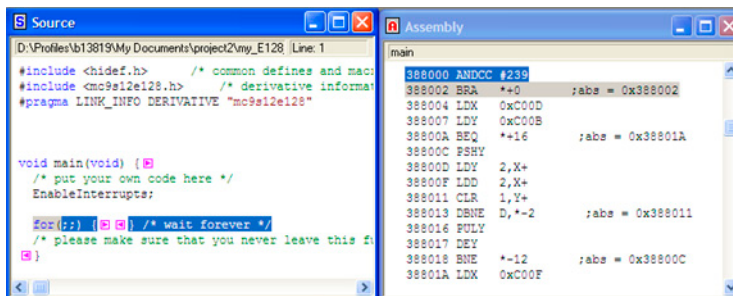 Source
D:\Profiles\b13819\My Documents\project2\my_E128 Line: 1
#include <hidef.h> /* common defines and mac
#include <mc9s12e128.h> /* derivative informat
#pragma LINK_INFO DERIVATIVE "mc9s12e128"
void main(void) {
/* put your own code here */
EnableInterrupts;
for(;;) { } /* wait forever */
/* please make sure that you never leave this fu
}
Assembly
main
388000 ANDCC #239
388002 BRA *+0 ;abs = 0x388002
388004 LDX 0xC00D
388007 LDY 0xC00B
38800A BEQ *+16 ;abs = 0x38801A
38800C PSHY
38800D LDY 2,X+
38800F LDD 2,X+
388011 CLR 1,Y+
388013 DBNE D,*-2 ;abs = 0x388011
388016 PULY
388017 DEY
388018 BNE *-12 ;abs = 0x38800C
38801A LDX 0xC00F